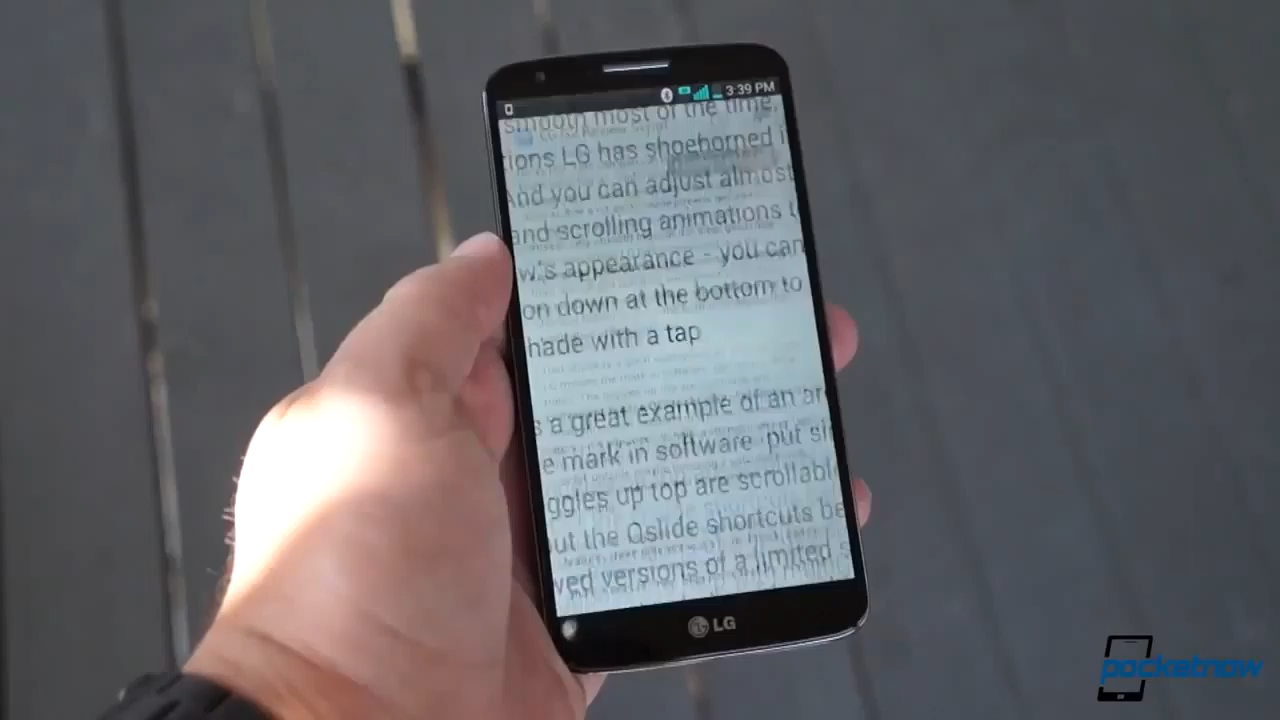 3:39 PM
smooth most of the time,
tions LG has shoehorned i
And you can adjust almost
and scrolling animations t
w's appearance - you can
on down at the bottom to
hade with a tap
s a great example of an ar
e mark in software put si
ggles up top are scrollabl
ut the Qslide shortcuts be
ved versions of a limited s
LG
pocketnow